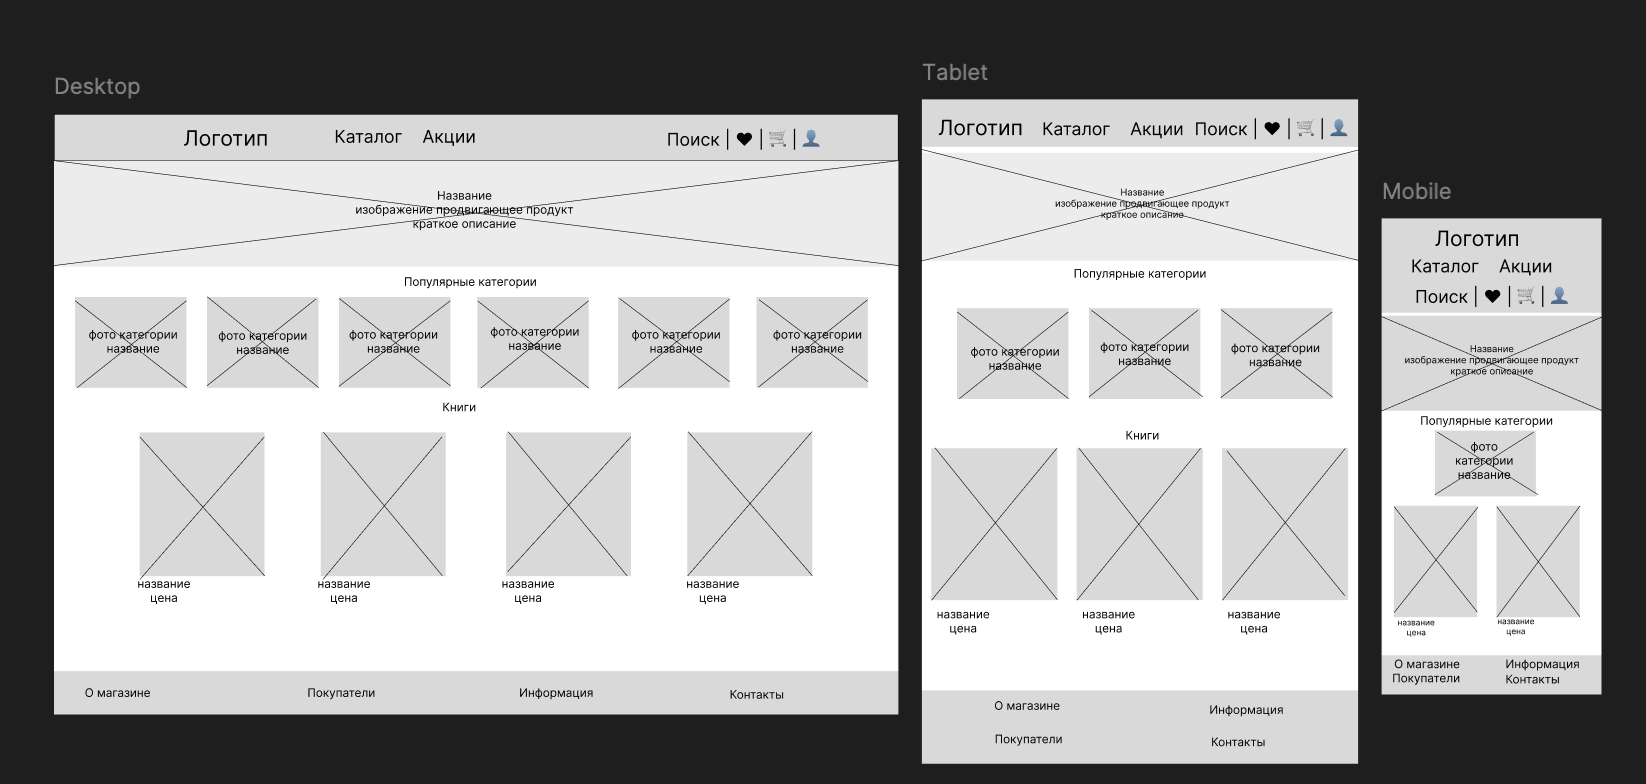 Desktop
Логотип Каталог Акции Поиск
Название
изображение продвигающее продукт
краткое описание
Популярные категории
фото категории
название
фото категории
название
фото категории
название
фото категории
название
фото категории
название
фото категории
название
Книги
название
цена
название
цена
название
цена
название
цена
О магазине Покупатели Информация Контакты
Tablet
Логотип Каталог Акции Поиск
Название
изображение продвигающее продукт
краткое описание
Популярные категории
фото категории
название
фото категории
название
фото категории
название
Книги
название
цена
название
цена
название
цена
О магазине Информация
Покупатели Контакты
Mobile
Логотип
Каталог Акции
Поиск
Название
изображение продвигающее продукт
краткое описание
Популярные категории
фото
категории
название
название
цена
название
цена
О магазине Информация
Покупатели Контакты